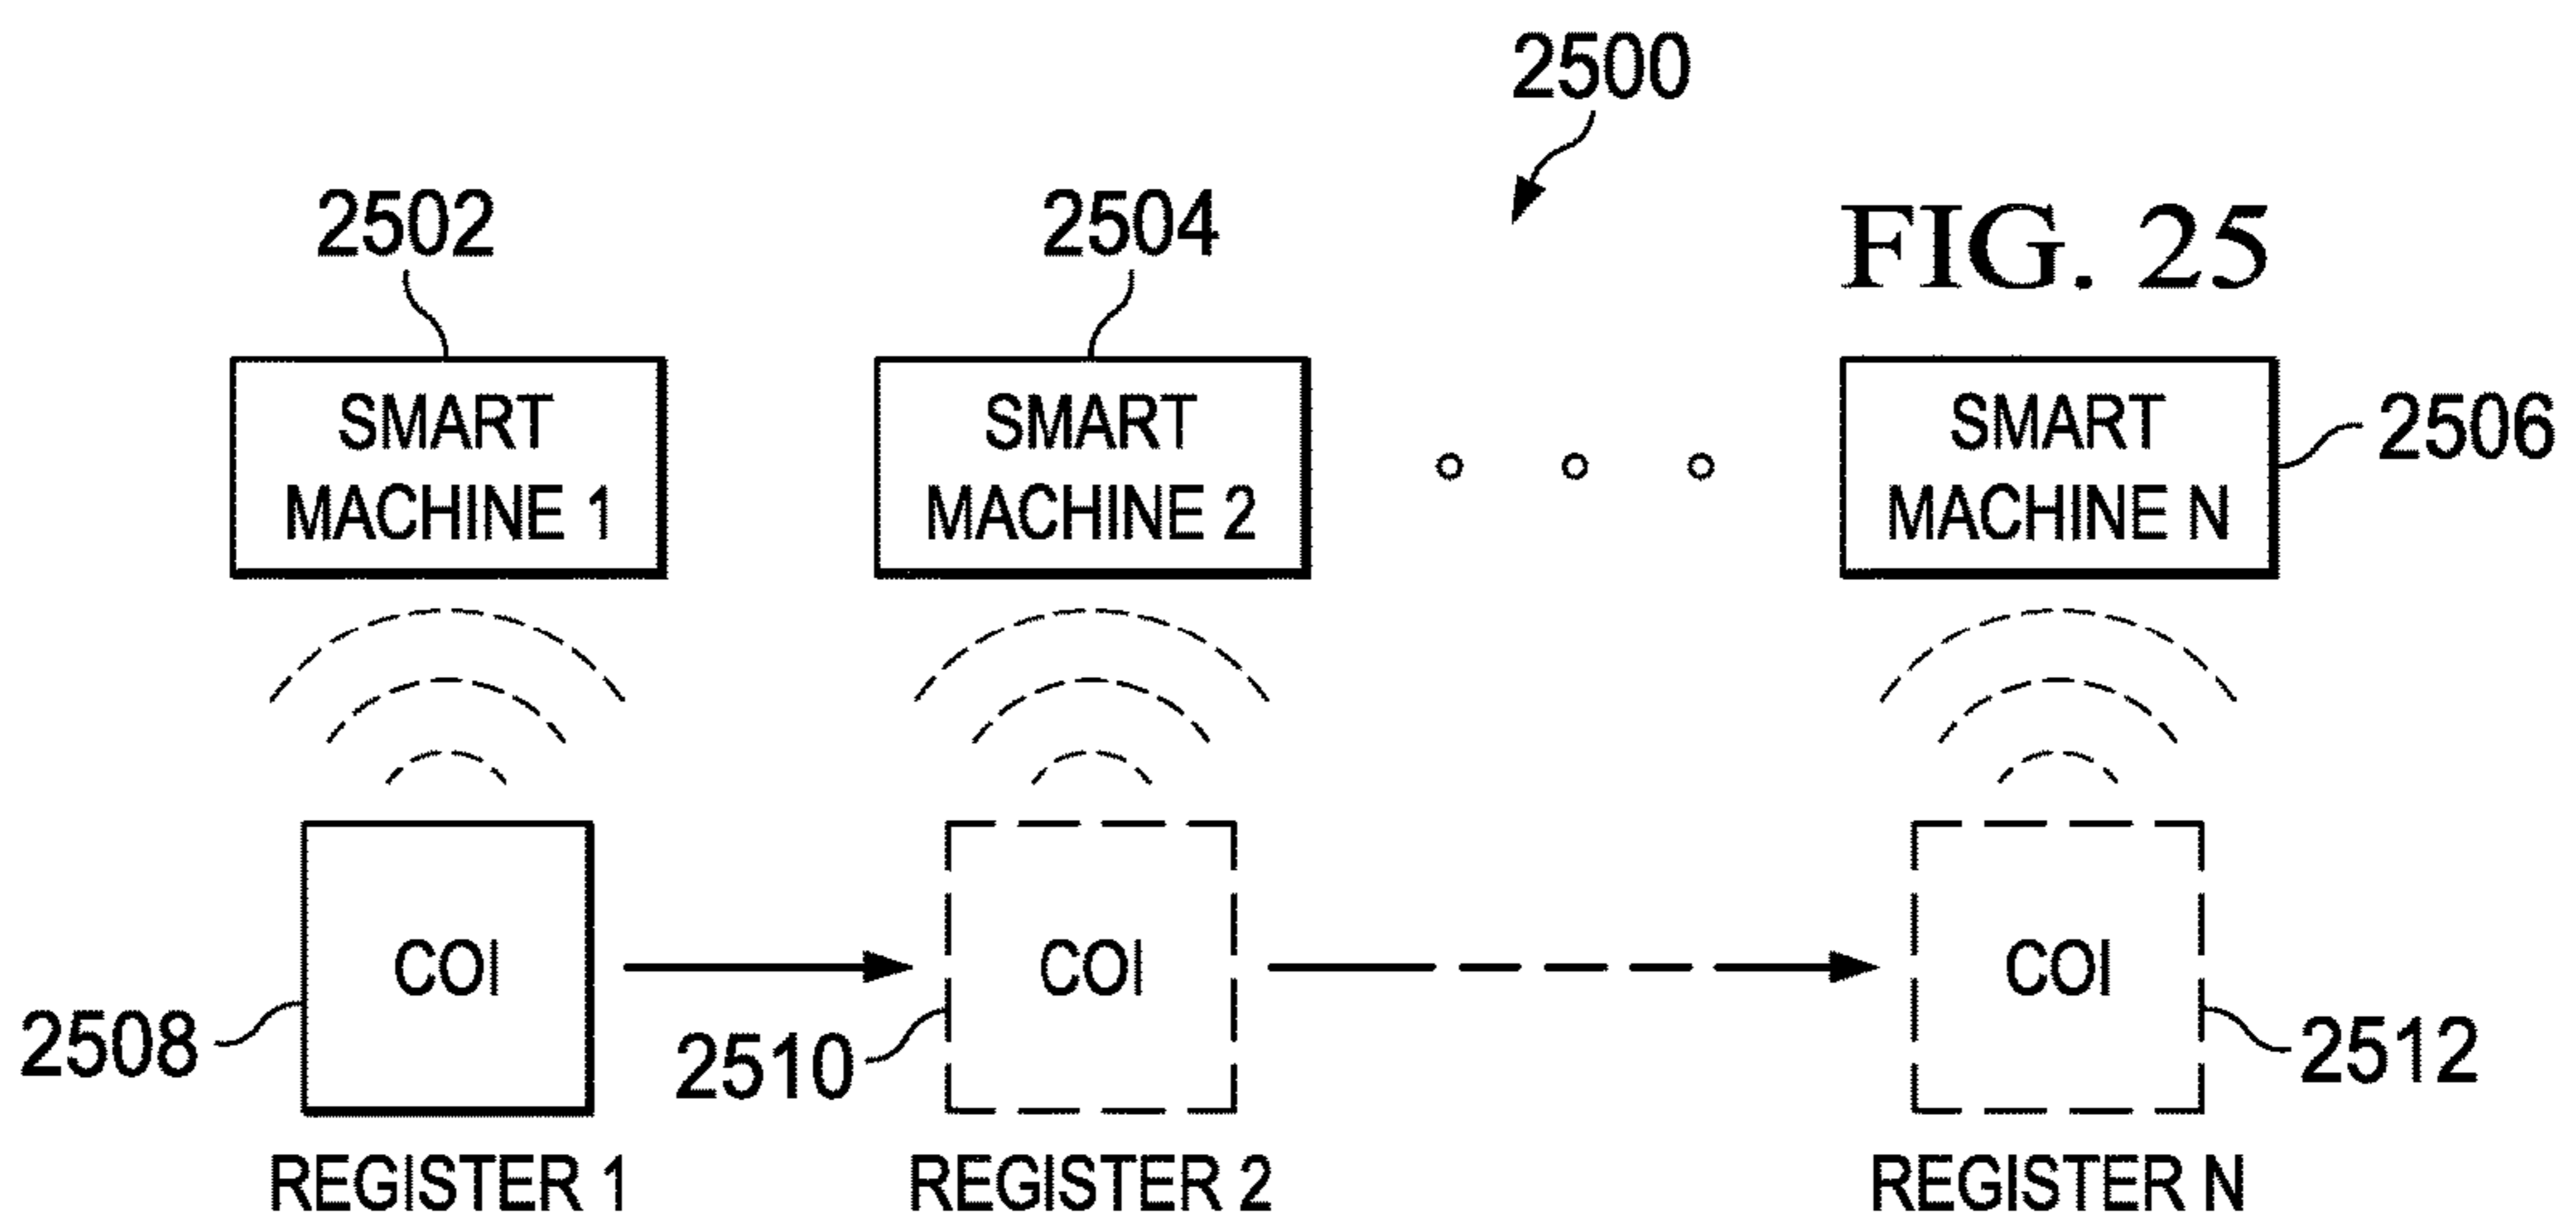 2500
2502
2504
FIG. 25
SMART
MACHINE 1
SMART
MACHINE 2
SMART
MACHINE N
2506
COI
COI
COI
2508
2510
2512
REGISTER 1
REGISTER 2
REGISTER N